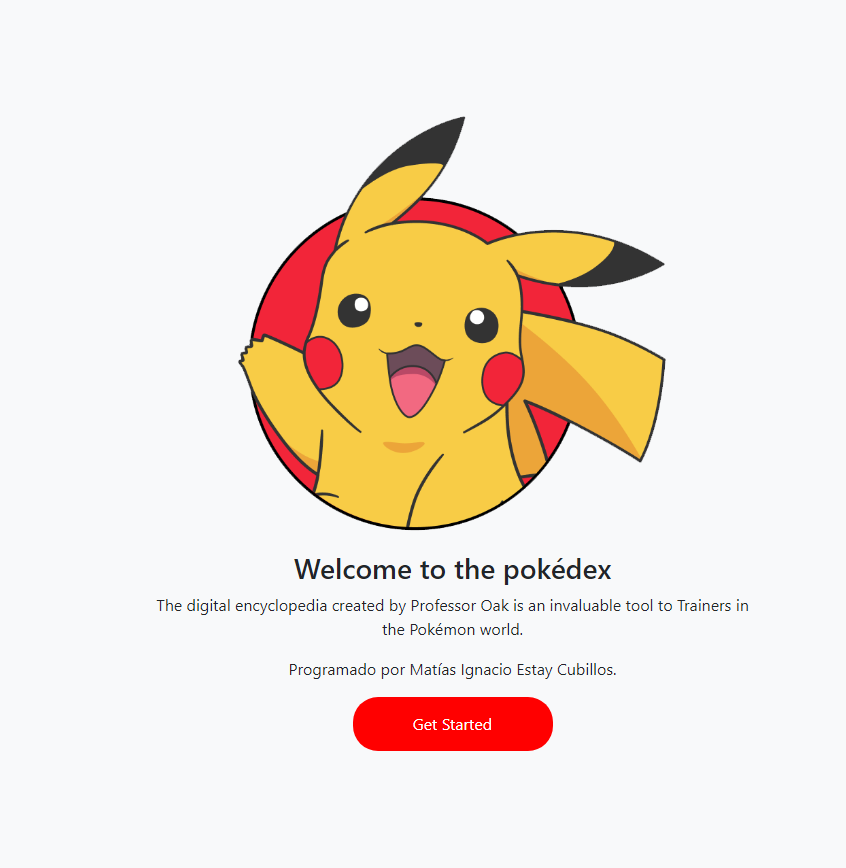 Welcome to the pokédex
The digital encyclopedia created by Professor Oak is an invaluable tool to Trainers in
the Pokémon world.
Programado por Matías Ignacio Estay Cubillos.
Get Started